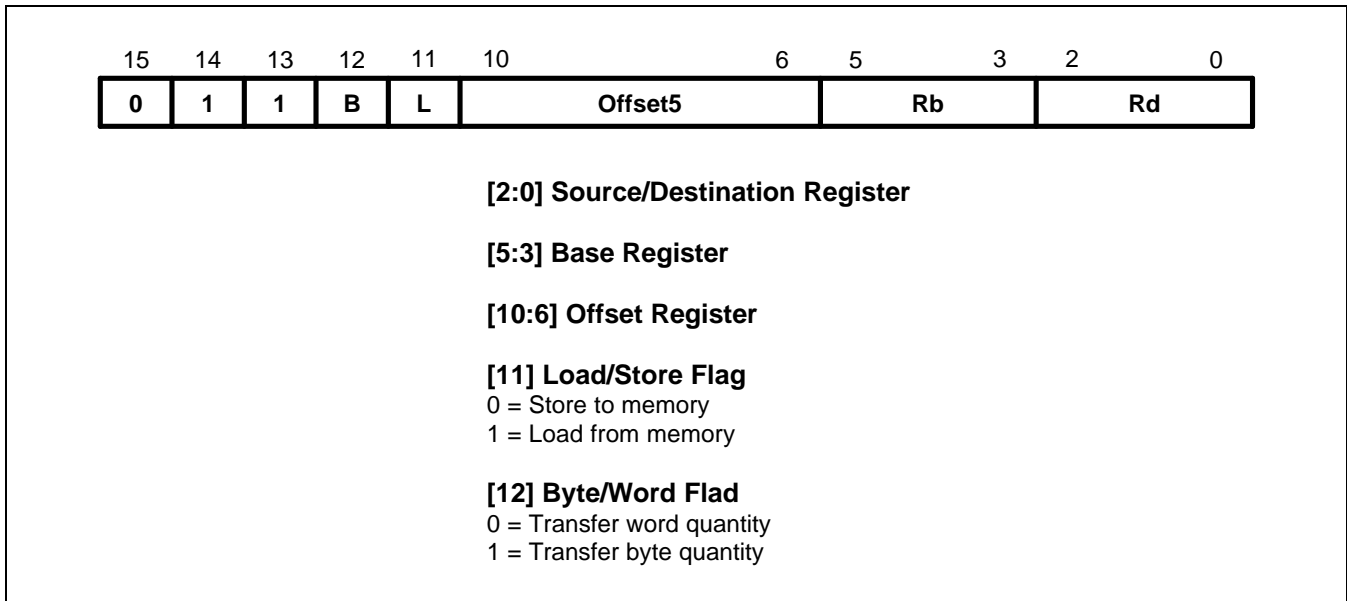 15 14 13 12 11 10 6 5 3 2 0
0 1 1 B L Offset5 Rb Rd
[2:0] Source/Destination Register
[5:3] Base Register
[10:6] Offset Register
[11] Load/Store Flag
0 = Store to memory
1 = Load from memory
[12] Byte/Word Flad
0 = Transfer word quantity
1 = Transfer byte quantity